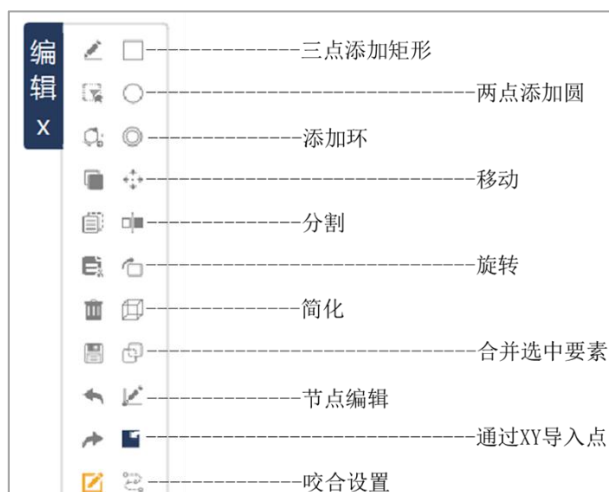 编
辑
x
三点添加矩形
两点添加圆
添加环
移动
分割
旋转
简化
合并选中要素
节点编辑
通过XY导入点
咬合设置